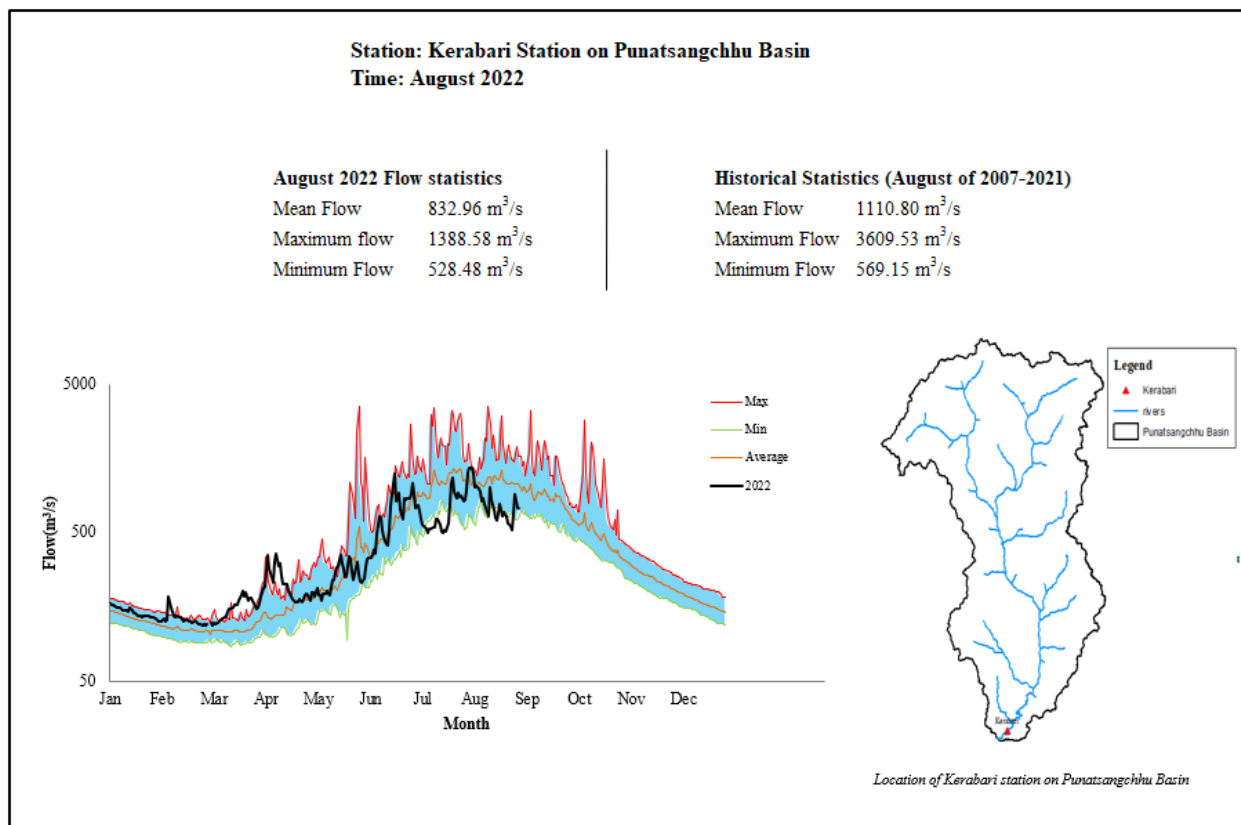 Station: Kerabari Station on Punatsangchhu Basin
Time: August 2022
August 2022 Flow statistics
Mean Flow 832.96 m³/s
Maximum flow 1388.58 m³/s
Minimum Flow 528.48 m³/s
Historical Statistics (August of 2007-2021)
Mean Flow 1110.80 m³/s
Maximum Flow 3609.53 m³/s
Minimum Flow 569.15 m³/s
Flow(m³/s)
5000
500
50
Jan Feb Mar Apr May Jun Jul Aug Sep Oct Nov Dec
Month
Max
Min
Average
2022
Legend
Kerabari
rivers
Punatsangchhu Basin
Kerabari
Location of Kerabari station on Punatsangchhu Basin